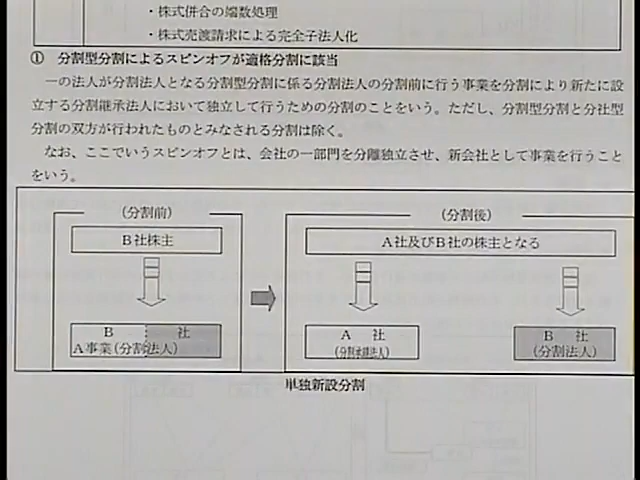 ・株式併合の端数処理
・株式売渡請求による完全子法人化
① 分割型分割によるスピンオフが適格分割に該当
一の法人が分割法人となる分割型分割に係る分割法人の分割前に行う事業を分割により新たに設
立する分割承継法人において独立して行うための分割のことをいう。ただし、分割型分割と分社型
分割の双方が行われたものとみなされる分割は除く。
なお、ここでいうスピンオフとは、会社の一部門を分離独立させ、新会社として事業を行うこと
をいう。
(分割前)
B社株主
B 社
A事業(分割法人)
(分割後)
A社及びB社の株主となる
A 社
(分割承継法人)
B 社
(分割法人)
単独新設分割